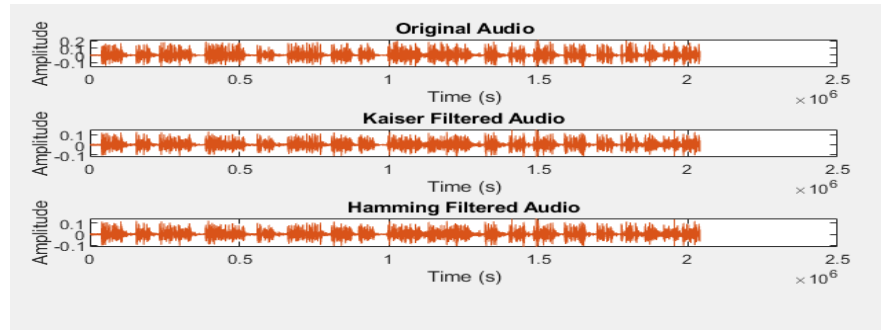 Original Audio
Amplitude
0.2
0.1
0
-0.1
0 0.5 1 1.5 2 2.5
Time (s)
×10^6
Kaiser Filtered Audio
Amplitude
0.1
0
-0.1
0 0.5 1 1.5 2 2.5
Time (s)
×10^6
Hamming Filtered Audio
Amplitude
0.1
0
-0.1
0 0.5 1 1.5 2 2.5
Time (s)
×10^6